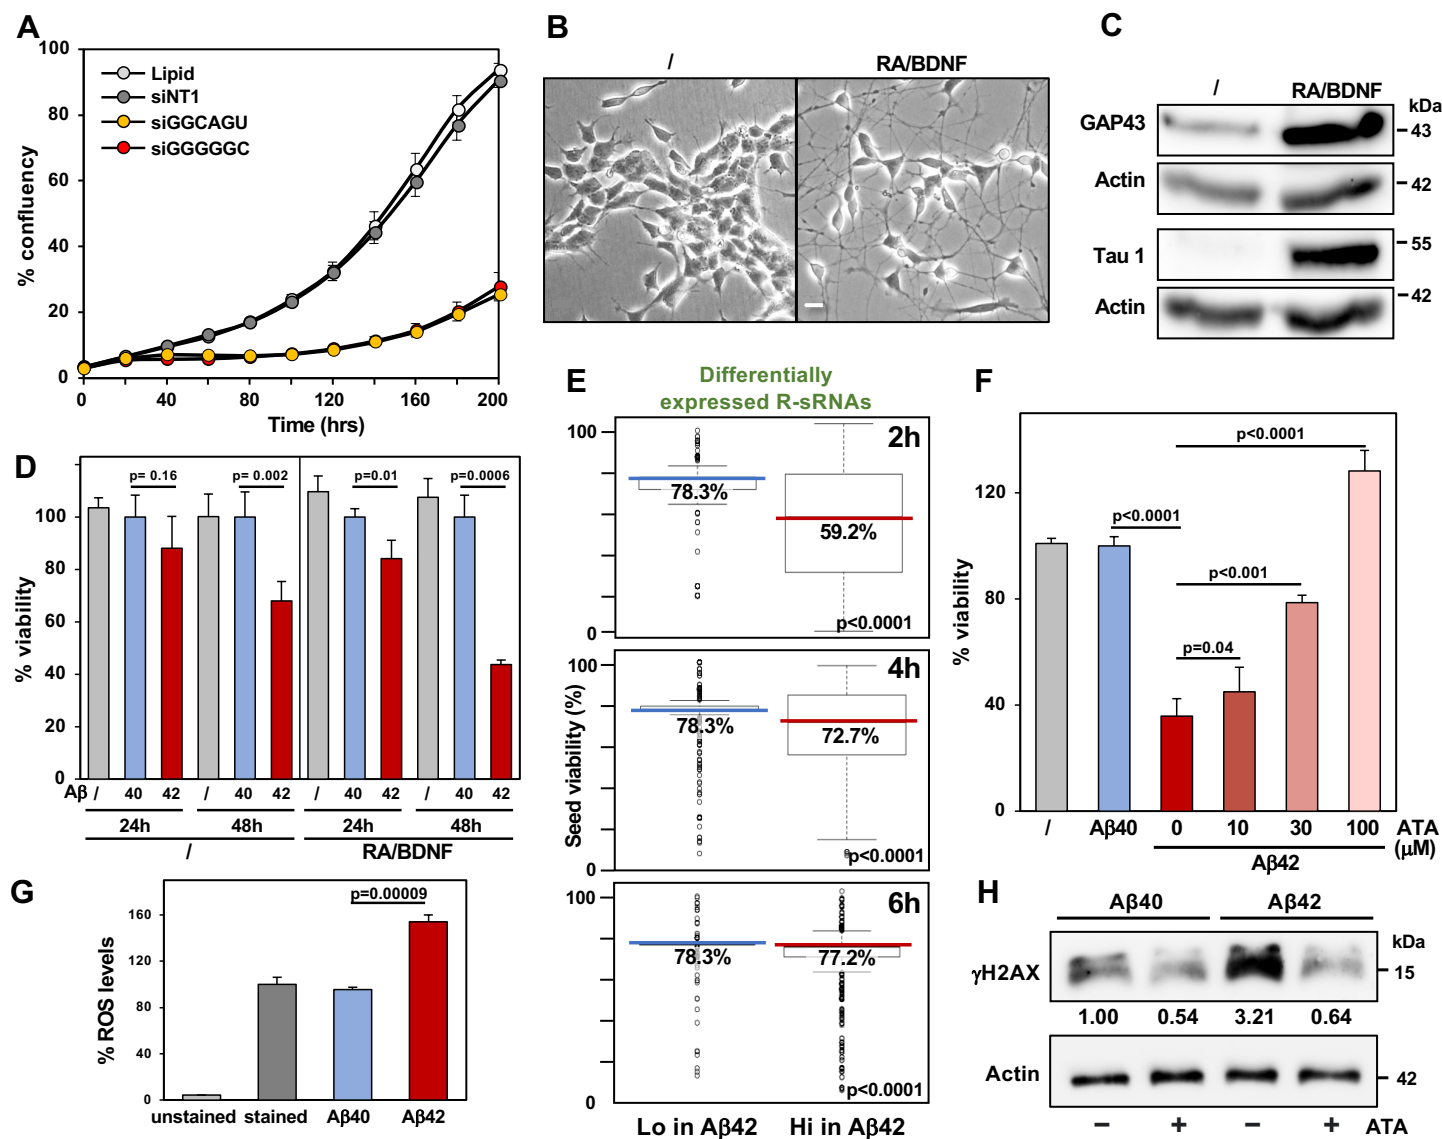 A
100
80
60
40
20
0
% confluency
Lipid
siNT1
siGGCAGU
siGGGGGC
0 40 80 120 160 200
Time (hrs)
B
/ RA/BDNF
C
/ RA/BDNF
kDa
GAP43 43
Actin 42
Tau 1 55
Actin 42
D
100
80
60
40
20
0
% viability
p= 0.16 p= 0.002 p=0.01 p=0.0006
Aβ / 40 42 / 40 42 / 40 42 / 40 42
24h 48h 24h 48h
/ RA/BDNF
E
Differentially
expressed R-sRNAs
Seed viability (%)
100
0
2h
78.3%
59.2%
p<0.0001
100
0
4h
78.3%
72.7%
p<0.0001
100
0
6h
78.3%
77.2%
p<0.0001
Lo in Aβ42 Hi in Aβ42
F
120
80
40
0
% viability
p<0.0001
p<0.0001
p<0.001
p=0.04
/ Aβ40 0 10 30 100 ATA
(μM)
Aβ42
G
160
120
80
40
0
% ROS levels
p=0.00009
unstained stained Aβ40 Aβ42
H
Aβ40 Aβ42
kDa
γH2AX 15
1.00 0.54 3.21 0.64
Actin 42
− + − + ATA